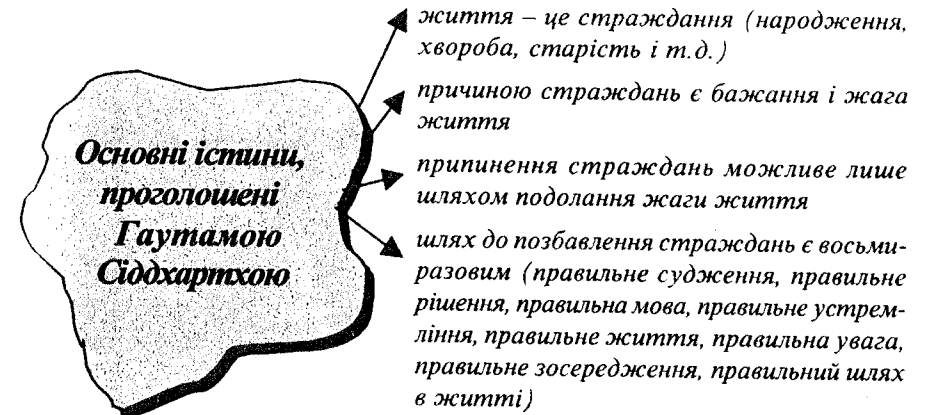 Основні істини,
проголошені
Гаутамою
Сіддхартхою
життя – це страждання (народження,
хвороба, старість і т.д.)
причиною страждань є бажання і жага
життя
припинення страждань можливе лише
шляхом подолання жаги життя
шлях до позбавлення страждань є восьми-
разовим (правильне судження, правильне
рішення, правильна мова, правильне устрем-
ління, правильне життя, правильна увага,
правильне зосередження, правильний шлях
в житті)